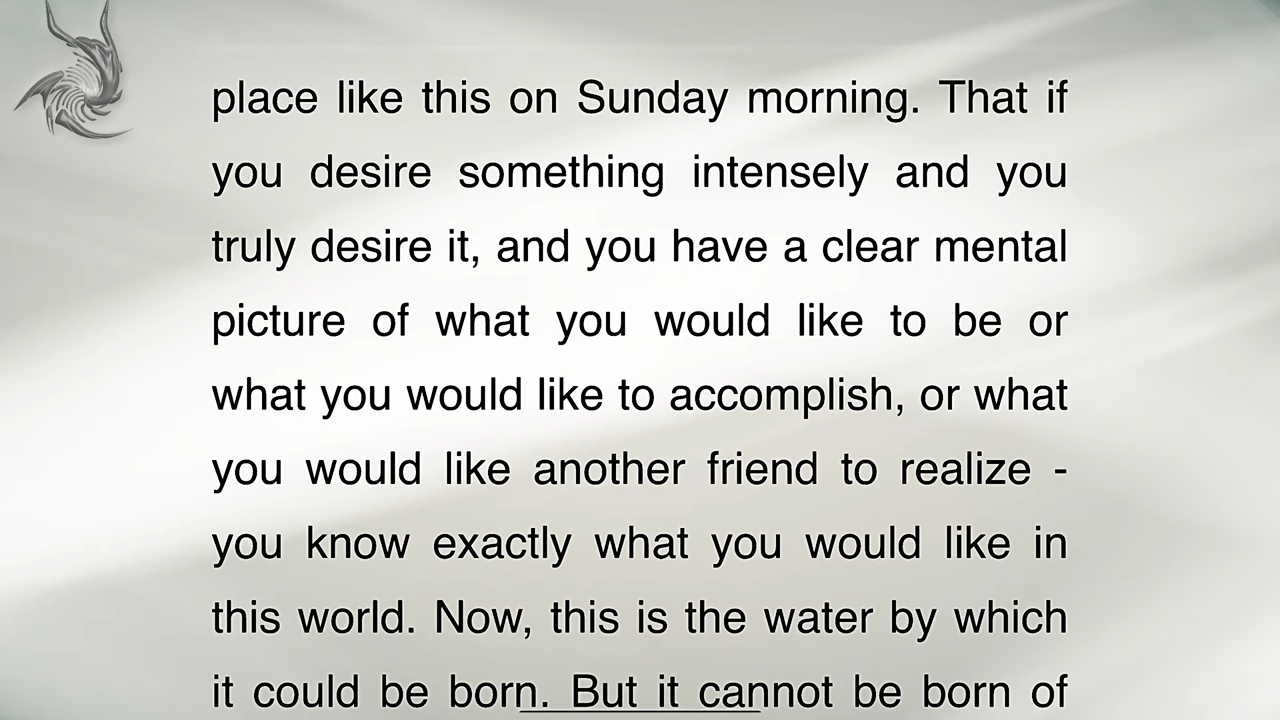 place like this on Sunday morning. That if
you desire something intensely and you
truly desire it, and you have a clear mental
picture of what you would like to be or
what you would like to accomplish, or what
you would like another friend to realize -
you know exactly what you would like in
this world. Now, this is the water by which
it could be born. But it cannot be born of